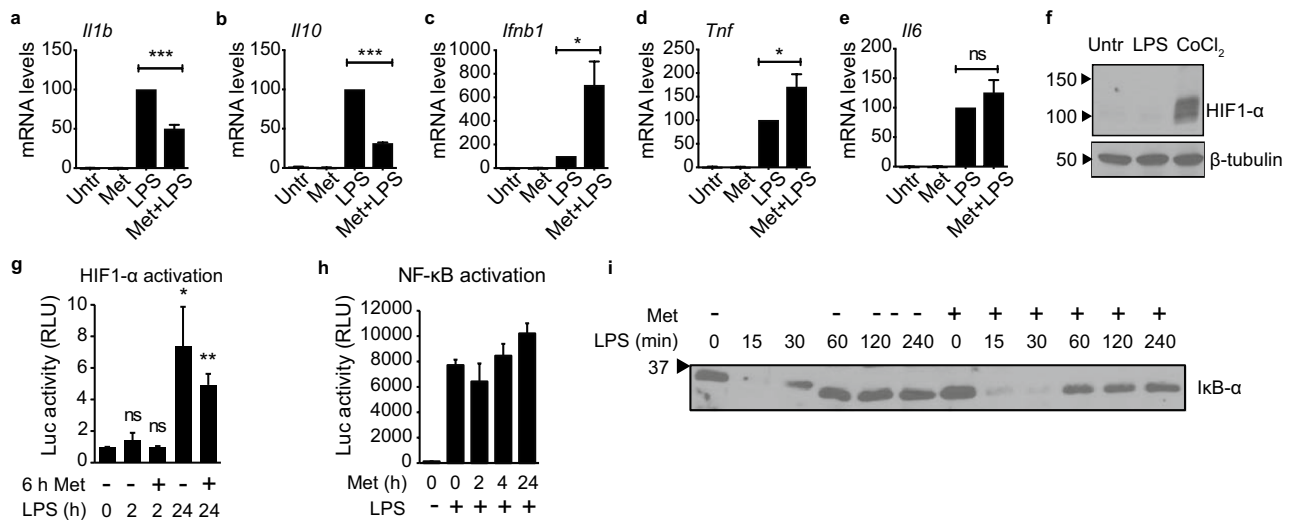 a
Il1b
mRNA levels
150
100
50
0
***
Untr
Met
LPS
Met+LPS
b
Il10
mRNA levels
150
100
50
0
***
Untr
Met
LPS
Met+LPS
c
Ifnb1
mRNA levels
1000
800
600
400
200
0
*
Untr
Met
LPS
Met+LPS
d
Tnf
mRNA levels
250
200
150
100
50
0
*
Untr
Met
LPS
Met+LPS
e
Il6
mRNA levels
200
150
100
50
0
ns
Untr
Met
LPS
Met+LPS
f
Untr LPS CoCl₂
150
100
HIF1-α
50
β-tubulin
g
HIF1-α activation
Luc activity (RLU)
10
8
6
4
2
0
ns
ns
*
**
6 h Met - - + - +
LPS (h) 0 2 2 24 24
h
NF-κB activation
Luc activity (RLU)
12000
10000
8000
6000
4000
2000
0
Met (h) 0 0 2 4 24
LPS - + + + +
i
Met - - - - - + + + + + +
LPS (min) 0 15 30 60 120 240 0 15 30 60 120 240
37
IκB-α